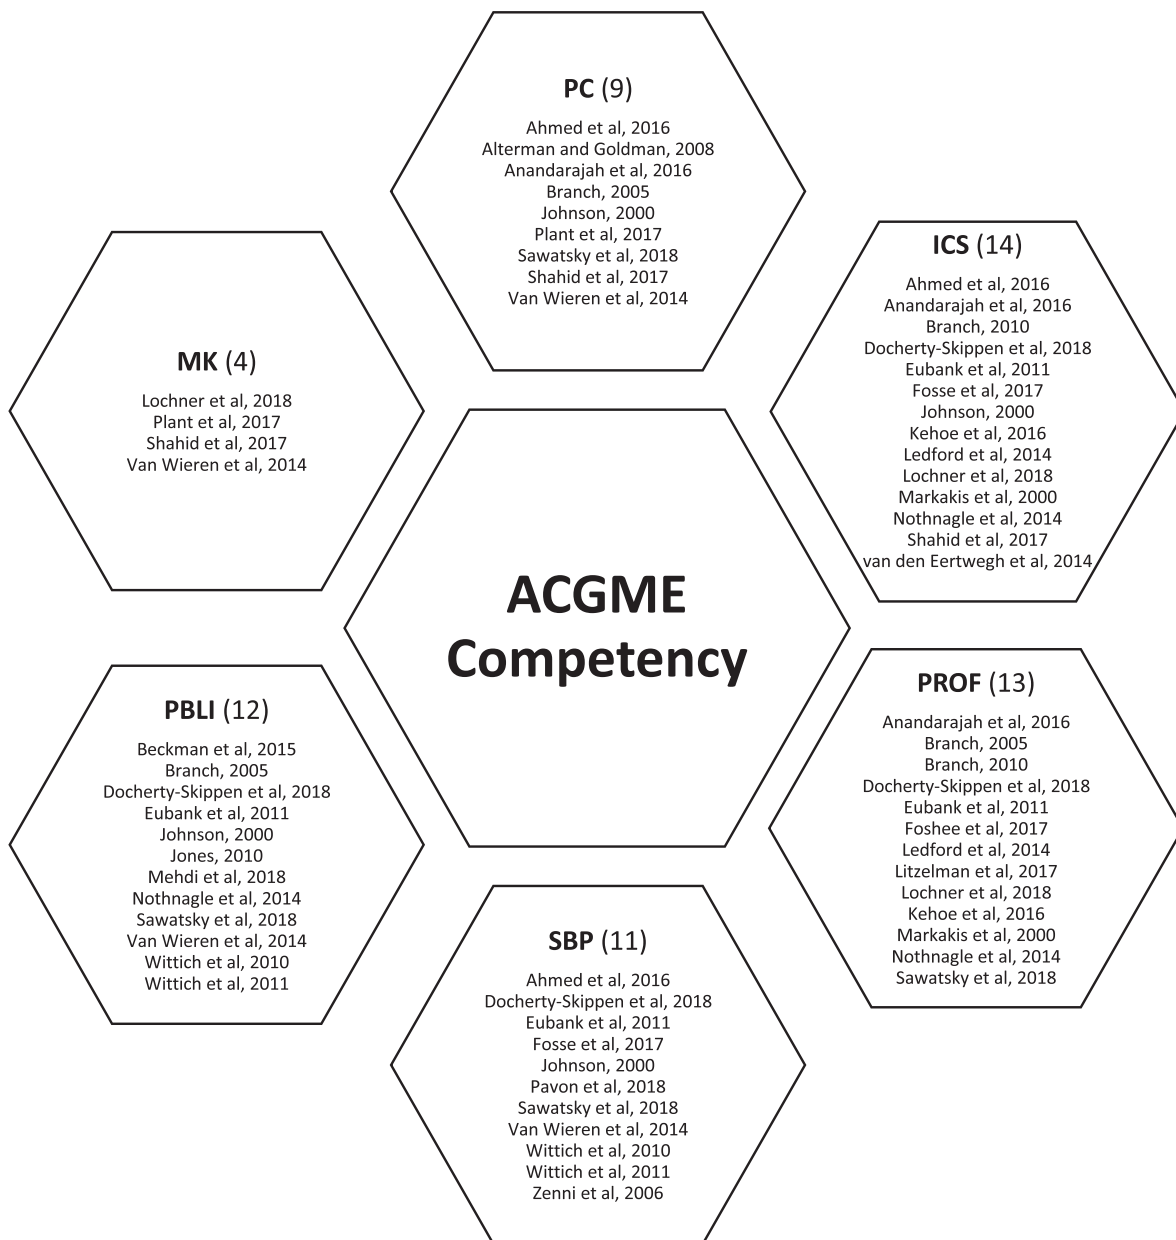 PC (9)
Ahmed et al, 2016
Alterman and Goldman, 2008
Anandarajah et al, 2016
Branch, 2005
Johnson, 2000
Plant et al, 2017
Sawatsky et al, 2018
Shahid et al, 2017
Van Wieren et al, 2014
ICS (14)
Ahmed et al, 2016
Anandarajah et al, 2016
Branch, 2010
Docherty-Skippen et al, 2018
Eubank et al, 2011
Fosse et al, 2017
Johnson, 2000
Kehoe et al, 2016
Ledford et al, 2014
Lochner et al, 2018
Markakis et al, 2000
Nothnagle et al, 2014
Shahid et al, 2017
van den Eertwegh et al, 2014
MK (4)
Lochner et al, 2018
Plant et al, 2017
Shahid et al, 2017
Van Wieren et al, 2014
ACGME
Competency
PROF (13)
Anandarajah et al, 2016
Branch, 2005
Branch, 2010
Docherty-Skippen et al, 2018
Eubank et al, 2011
Foshee et al, 2017
Ledford et al, 2014
Litzelman et al, 2017
Lochner et al, 2018
Kehoe et al, 2016
Markakis et al, 2000
Nothnagle et al, 2014
Sawatsky et al, 2018
PBLI (12)
Beckman et al, 2015
Branch, 2005
Docherty-Skippen et al, 2018
Eubank et al, 2011
Johnson, 2000
Jones, 2010
Mehdi et al, 2018
Nothnagle et al, 2014
Sawatsky et al, 2018
Van Wieren et al, 2014
Wittich et al, 2010
Wittich et al, 2011
SBP (11)
Ahmed et al, 2016
Docherty-Skippen et al, 2018
Eubank et al, 2011
Fosse et al, 2017
Johnson, 2000
Pavon et al, 2018
Sawatsky et al, 2018
Van Wieren et al, 2014
Wittich et al, 2010
Wittich et al, 2011
Zenni et al, 2006